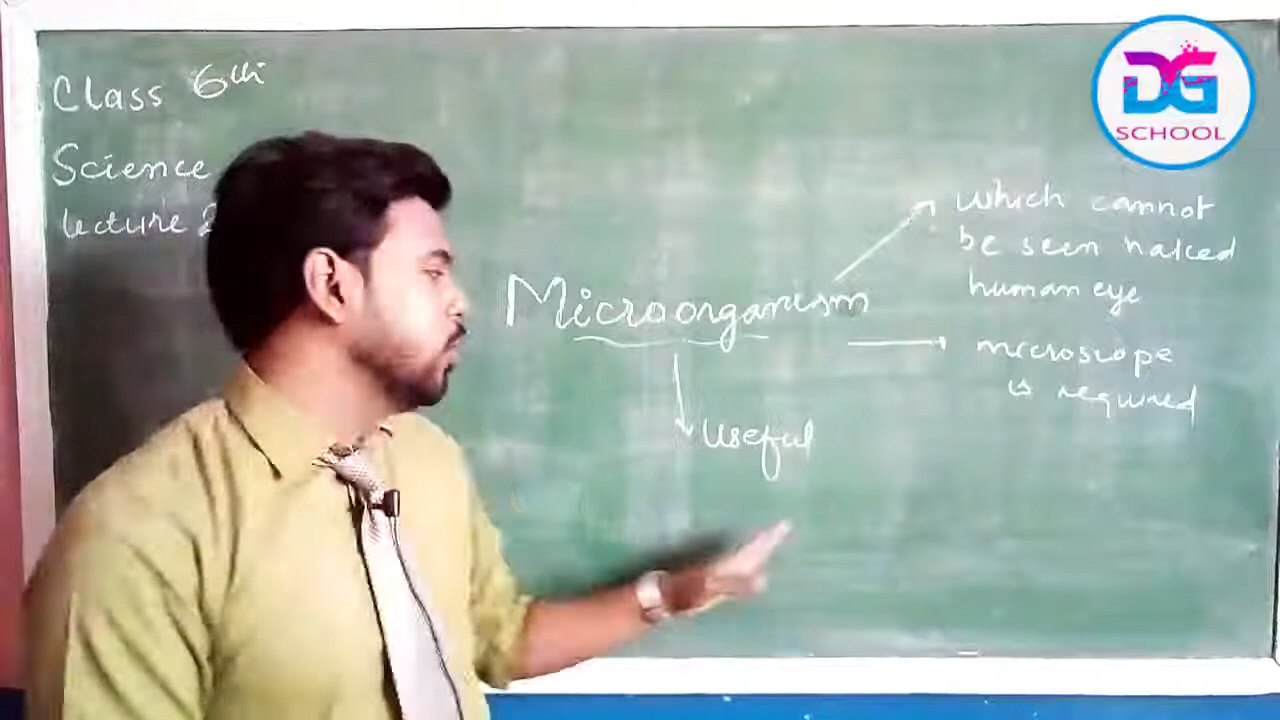 Class 6th
Science
Lecture 2
DG
SCHOOL
Microorganism
which cannot
be seen naked
human eye
microscope
is required
useful